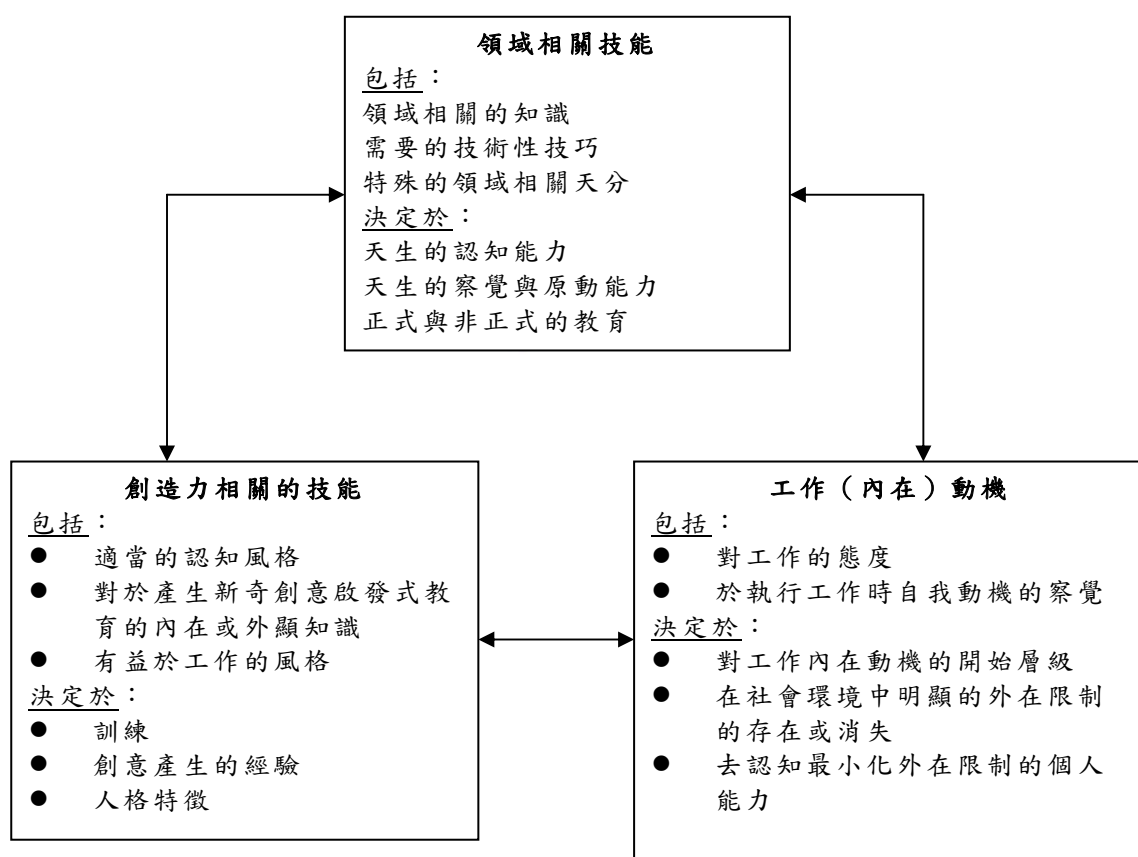 領域相關技能
包括：
領域相關的知識
需要的技術性技巧
特殊的領域相關天分
決定於：
天生的認知能力
天生的察覺與原動能力
正式與非正式的教育
創造力相關的技能
包括：
● 適當的認知風格
● 對於產生新奇創意啟發式教
育的內在或外顯知識
● 有益於工作的風格
決定於：
● 訓練
● 創意產生的經驗
● 人格特徵
工作（內在）動機
包括：
● 對工作的態度
● 於執行工作時自我動機的察覺
決定於：
● 對工作內在動機的開始層級
● 在社會環境中明顯的外在限制
的存在或消失
● 去認知最小化外在限制的個人
能力